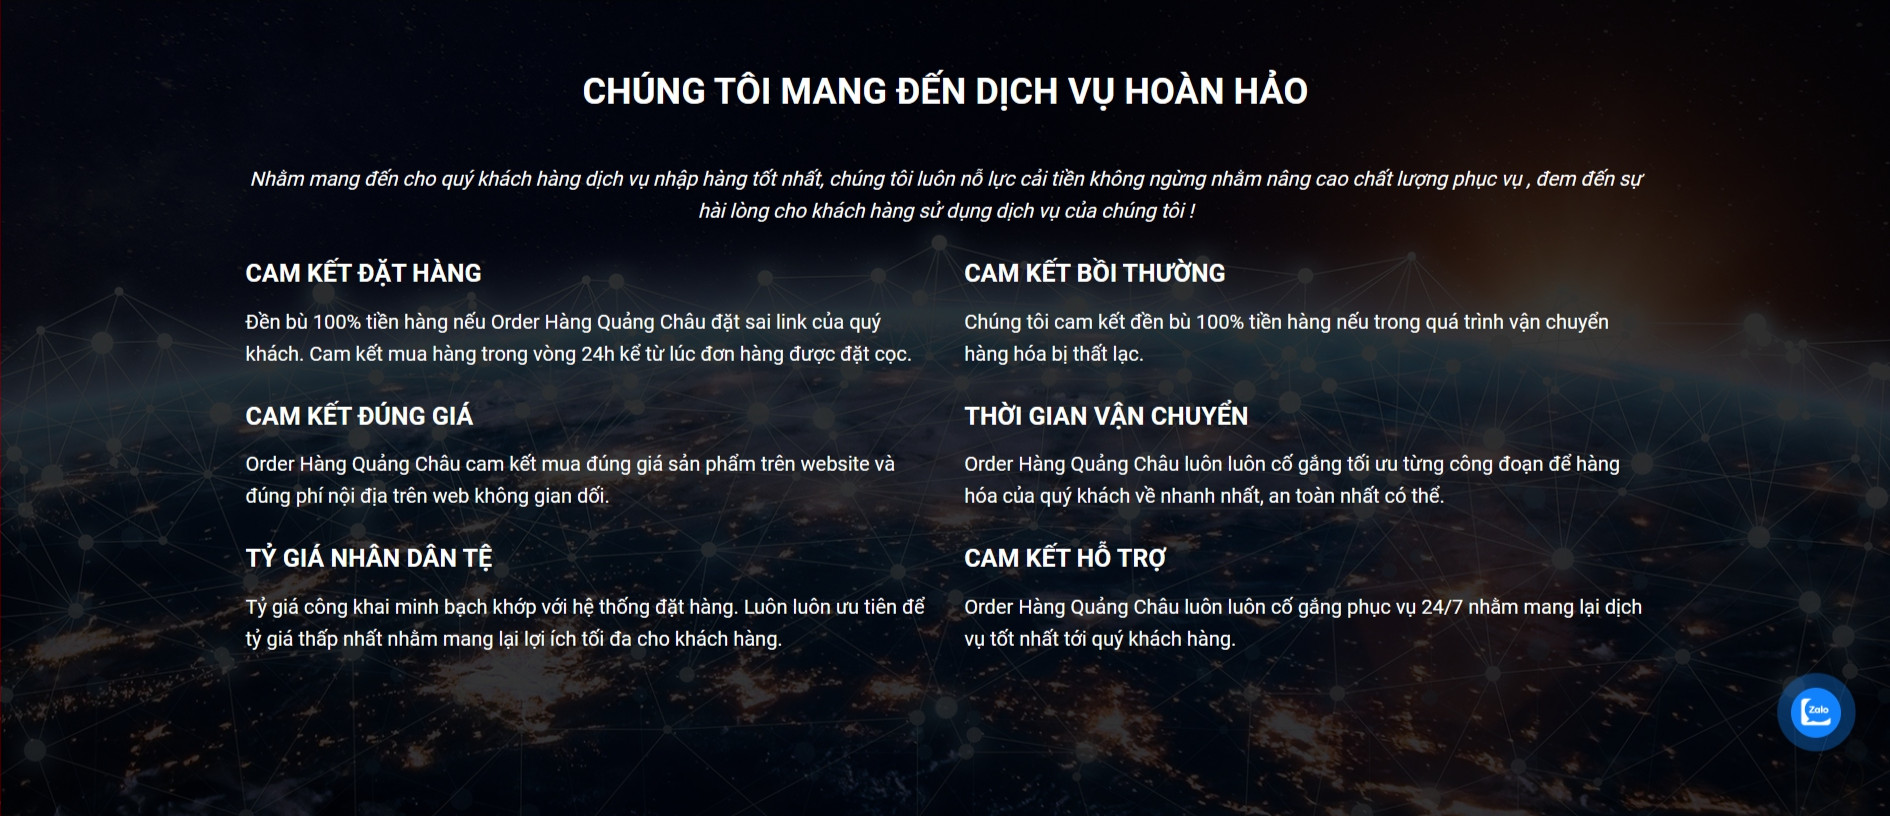 CHÚNG TÔI MANG ĐẾN DỊCH VỤ HOÀN HẢO
Nhằm mang đến cho quý khách hàng dịch vụ nhập hàng tốt nhất, chúng tôi luôn nỗ lực cải tiến không ngừng nhằm nâng cao chất lượng phục vụ , đem đến sự
hài lòng cho khách hàng sử dụng dịch vụ của chúng tôi !
CAM KẾT ĐẶT HÀNG
Đền bù 100% tiền hàng nếu Order Hàng Quảng Châu đặt sai link của quý
khách. Cam kết mua hàng trong vòng 24h kể từ lúc đơn hàng được đặt cọc.
CAM KẾT BỒI THƯỜNG
Chúng tôi cam kết đền bù 100% tiền hàng nếu trong quá trình vận chuyển
hàng hóa bị thất lạc.
CAM KẾT ĐÚNG GIÁ
Order Hàng Quảng Châu cam kết mua đúng giá sản phẩm trên website và
đúng phí nội địa trên web không gian dối.
THỜI GIAN VẬN CHUYỂN
Order Hàng Quảng Châu luôn luôn cố gắng tối ưu từng công đoạn để hàng
hóa của quý khách về nhanh nhất, an toàn nhất có thể.
TỶ GIÁ NHÂN DÂN TỆ
Tỷ giá công khai minh bạch khớp với hệ thống đặt hàng. Luôn luôn ưu tiên để
tỷ giá thấp nhất nhằm mang lại lợi ích tối đa cho khách hàng.
CAM KẾT HỖ TRỢ
Order Hàng Quảng Châu luôn luôn cố gắng phục vụ 24/7 nhằm mang lại dịch
vụ tốt nhất tới quý khách hàng.
Zalo